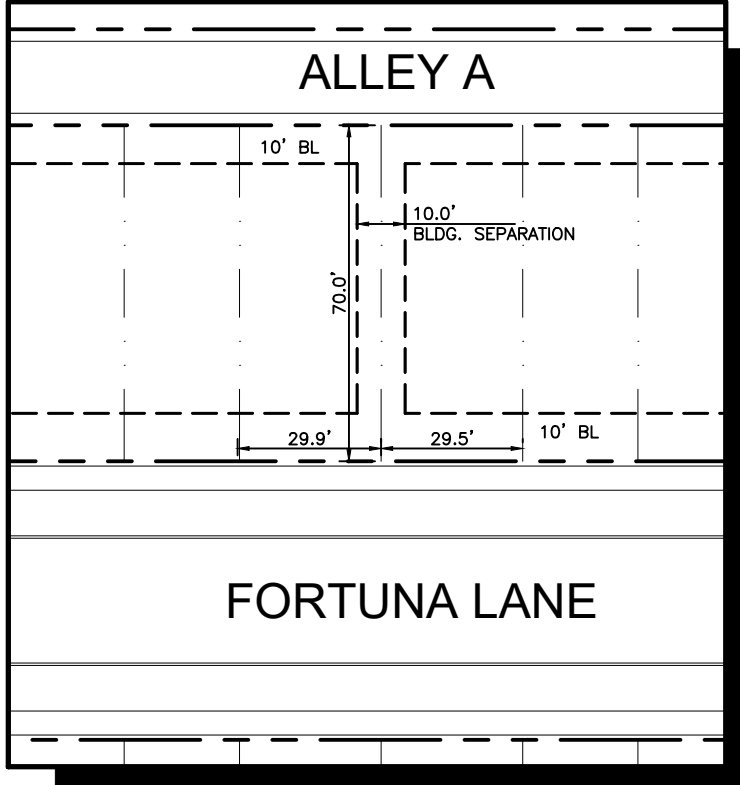 ALLEY A
10' BL
10.0'
BLDG. SEPARATION
70.0'
29.9'
29.5'
10' BL
FORTUNA LANE